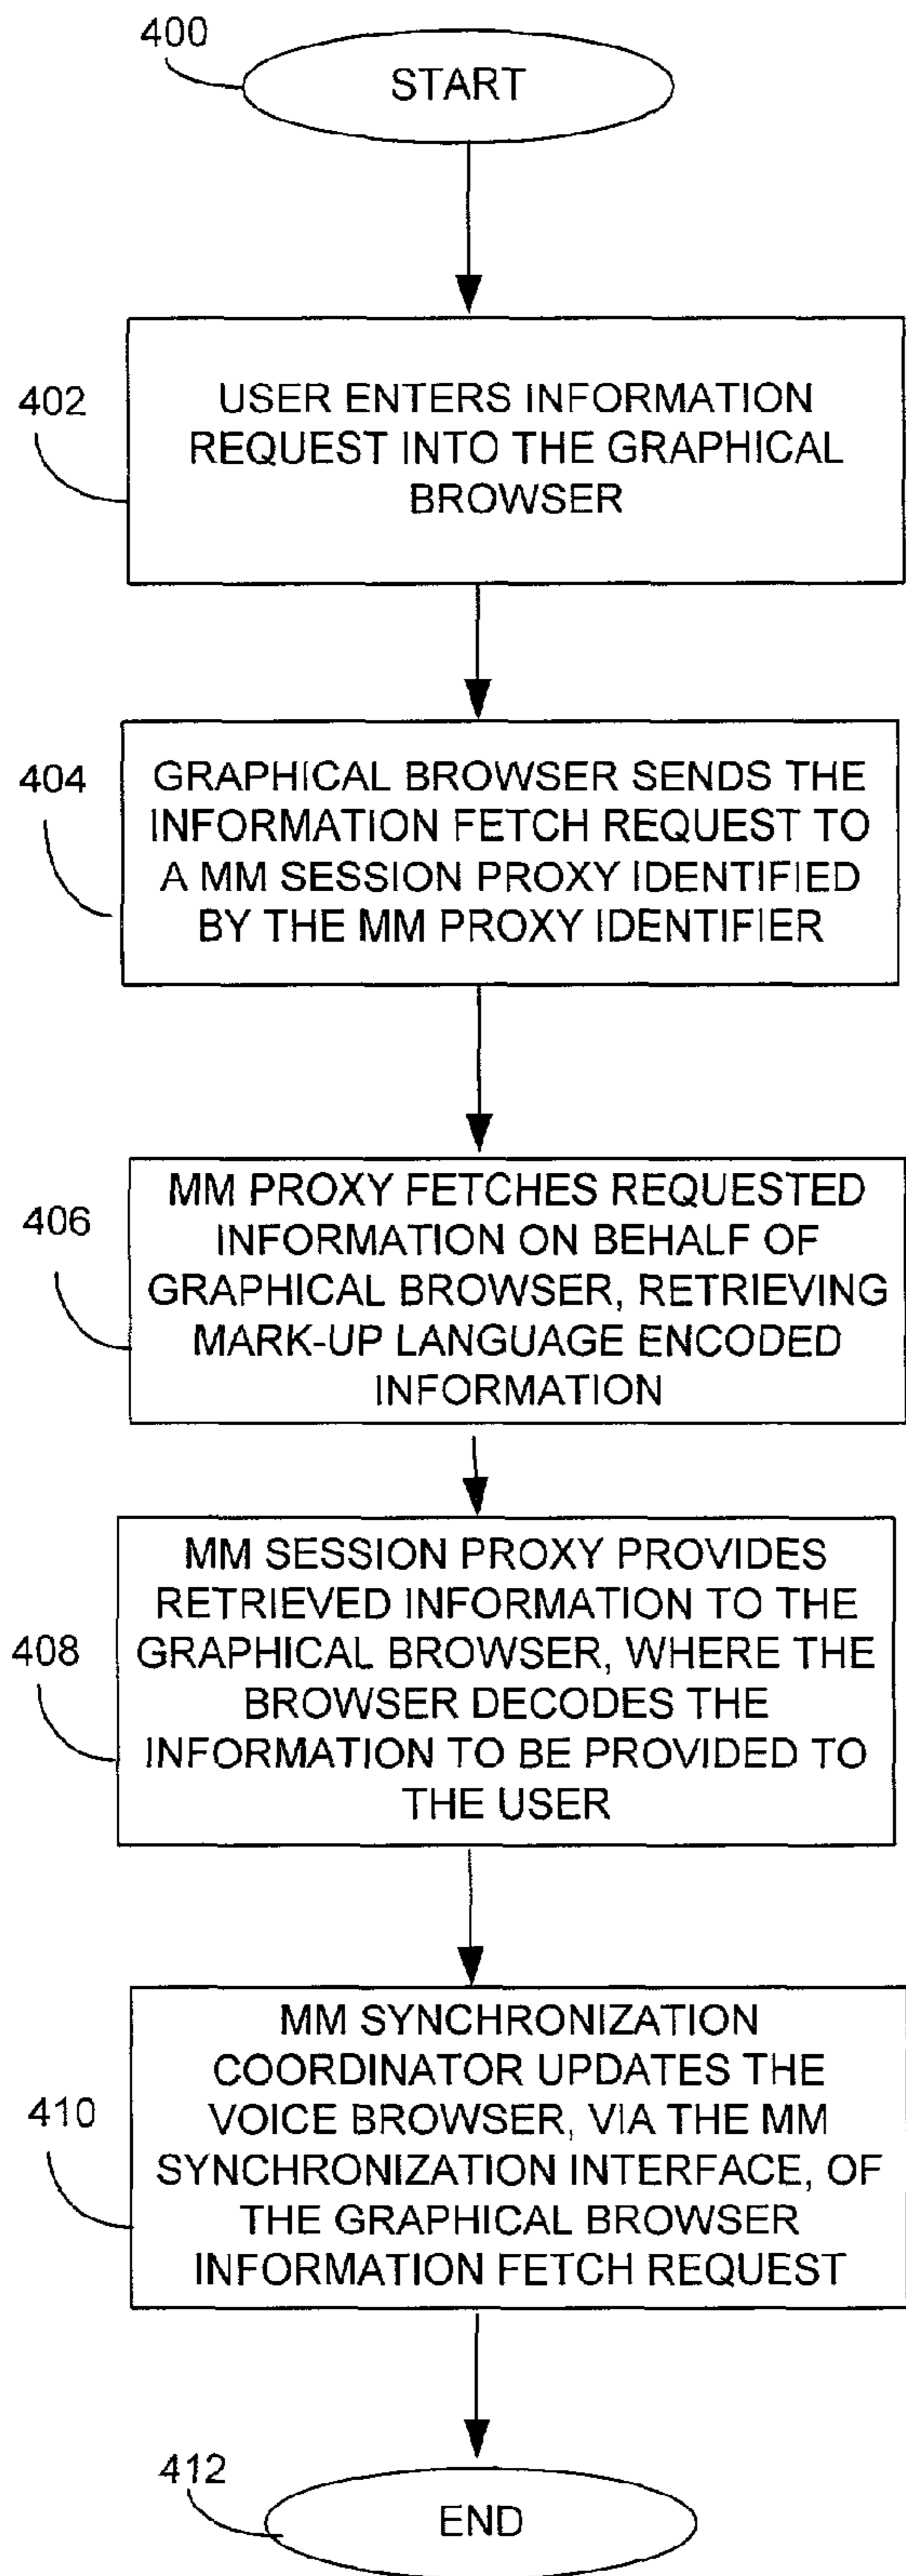 400
START
402
USER ENTERS INFORMATION
REQUEST INTO THE GRAPHICAL
BROWSER
404
GRAPHICAL BROWSER SENDS THE
INFORMATION FETCH REQUEST TO
A MM SESSION PROXY IDENTIFIED
BY THE MM PROXY IDENTIFIER
406
MM PROXY FETCHES REQUESTED
INFORMATION ON BEHALF OF
GRAPHICAL BROWSER, RETRIEVING
MARK-UP LANGUAGE ENCODED
INFORMATION
408
MM SESSION PROXY PROVIDES
RETRIEVED INFORMATION TO THE
GRAPHICAL BROWSER, WHERE THE
BROWSER DECODES THE
INFORMATION TO BE PROVIDED TO
THE USER
410
MM SYNCHRONIZATION
COORDINATOR UPDATES THE
VOICE BROWSER, VIA THE MM
SYNCHRONIZATION INTERFACE, OF
THE GRAPHICAL BROWSER
INFORMATION FETCH REQUEST
412
END